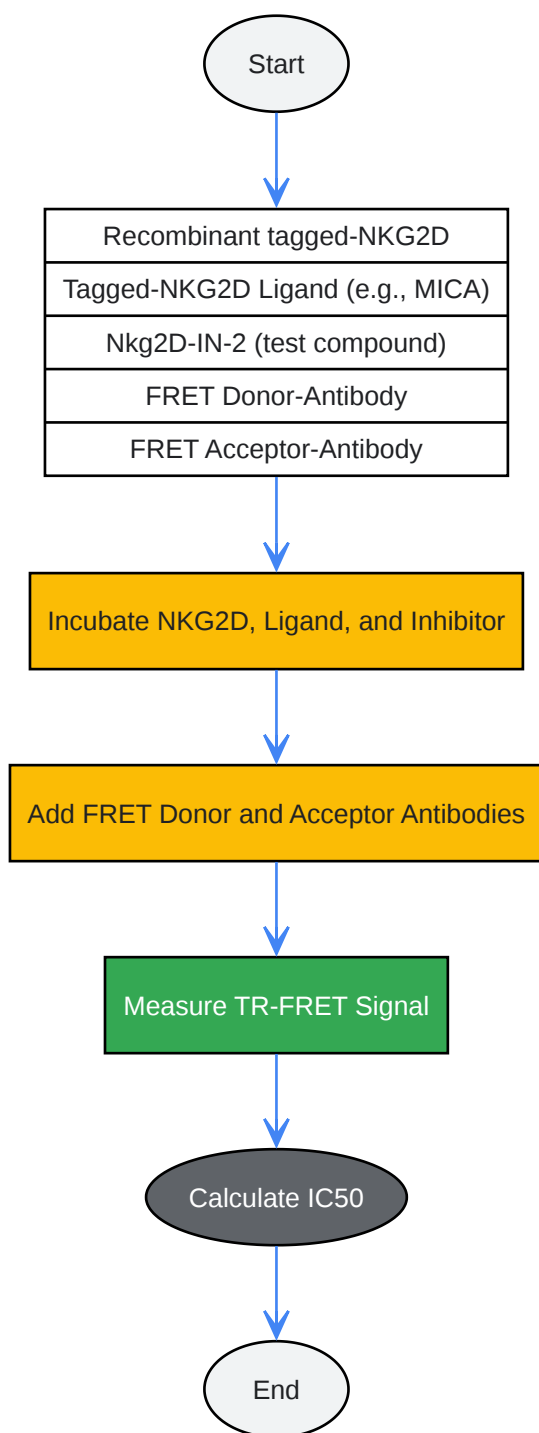 Start
Recombinant tagged-NKG2D
Tagged-NKG2D Ligand (e.g., MICA)
Nkg2D-IN-2 (test compound)
FRET Donor-Antibody
FRET Acceptor-Antibody
Incubate NKG2D, Ligand, and Inhibitor
Add FRET Donor and Acceptor Antibodies
Measure TR-FRET Signal
Calculate IC50
End